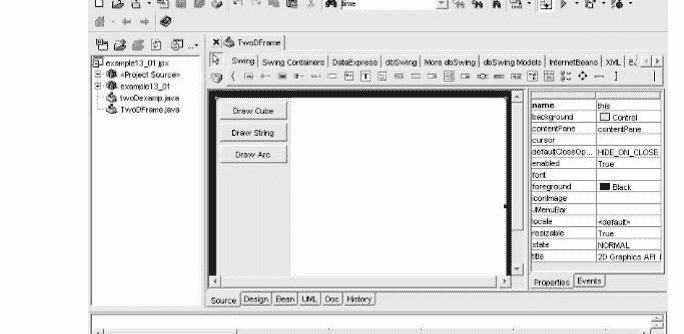 time
TwoDFrame
example13_01.jpx
<Project Source>
example13_01
twoDexamp.java
TwoDFrame.java
Swing Swing Containers DataExpress dbSwing More dbSwing dbSwing Models InternetBeans XML
Draw Cube
Draw String
Draw Arc
name this
background Control
contentPane contentPane
cursor
defaultCloseOp... HIDE_ON_CLOSE
enabled True
font
foreground Black
iconImage
JMenuBar
locale <default>
resizable True
state NORMAL
title 2D Graphics API
Properties Events
Source Design Bean UML Doc History